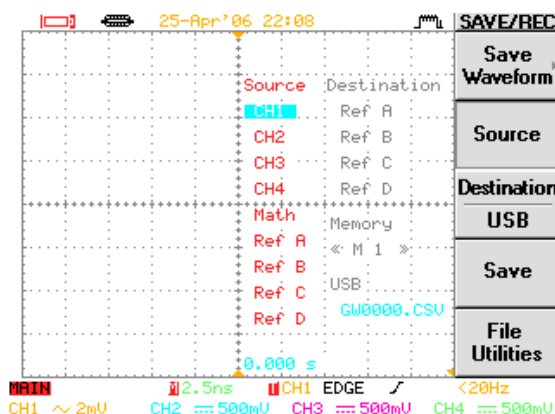 25-Apr'06 22:08
SAVE/REC
Save
Waveform
Source
Destination
USB
Save
File
Utilities
Source
CH1
CH2
CH3
CH4
Math
Ref A
Ref B
Ref C
Ref D
Destination
Ref A
Ref B
Ref C
Ref D
Memory
« M 1 »
USB
GW0000.CSV
0.000 s
MAIN
M 2.5ns
T CH1 EDGE
<20Hz
CH1 ~ 2mV
CH2 500mV
CH3 500mV
CH4 500mV